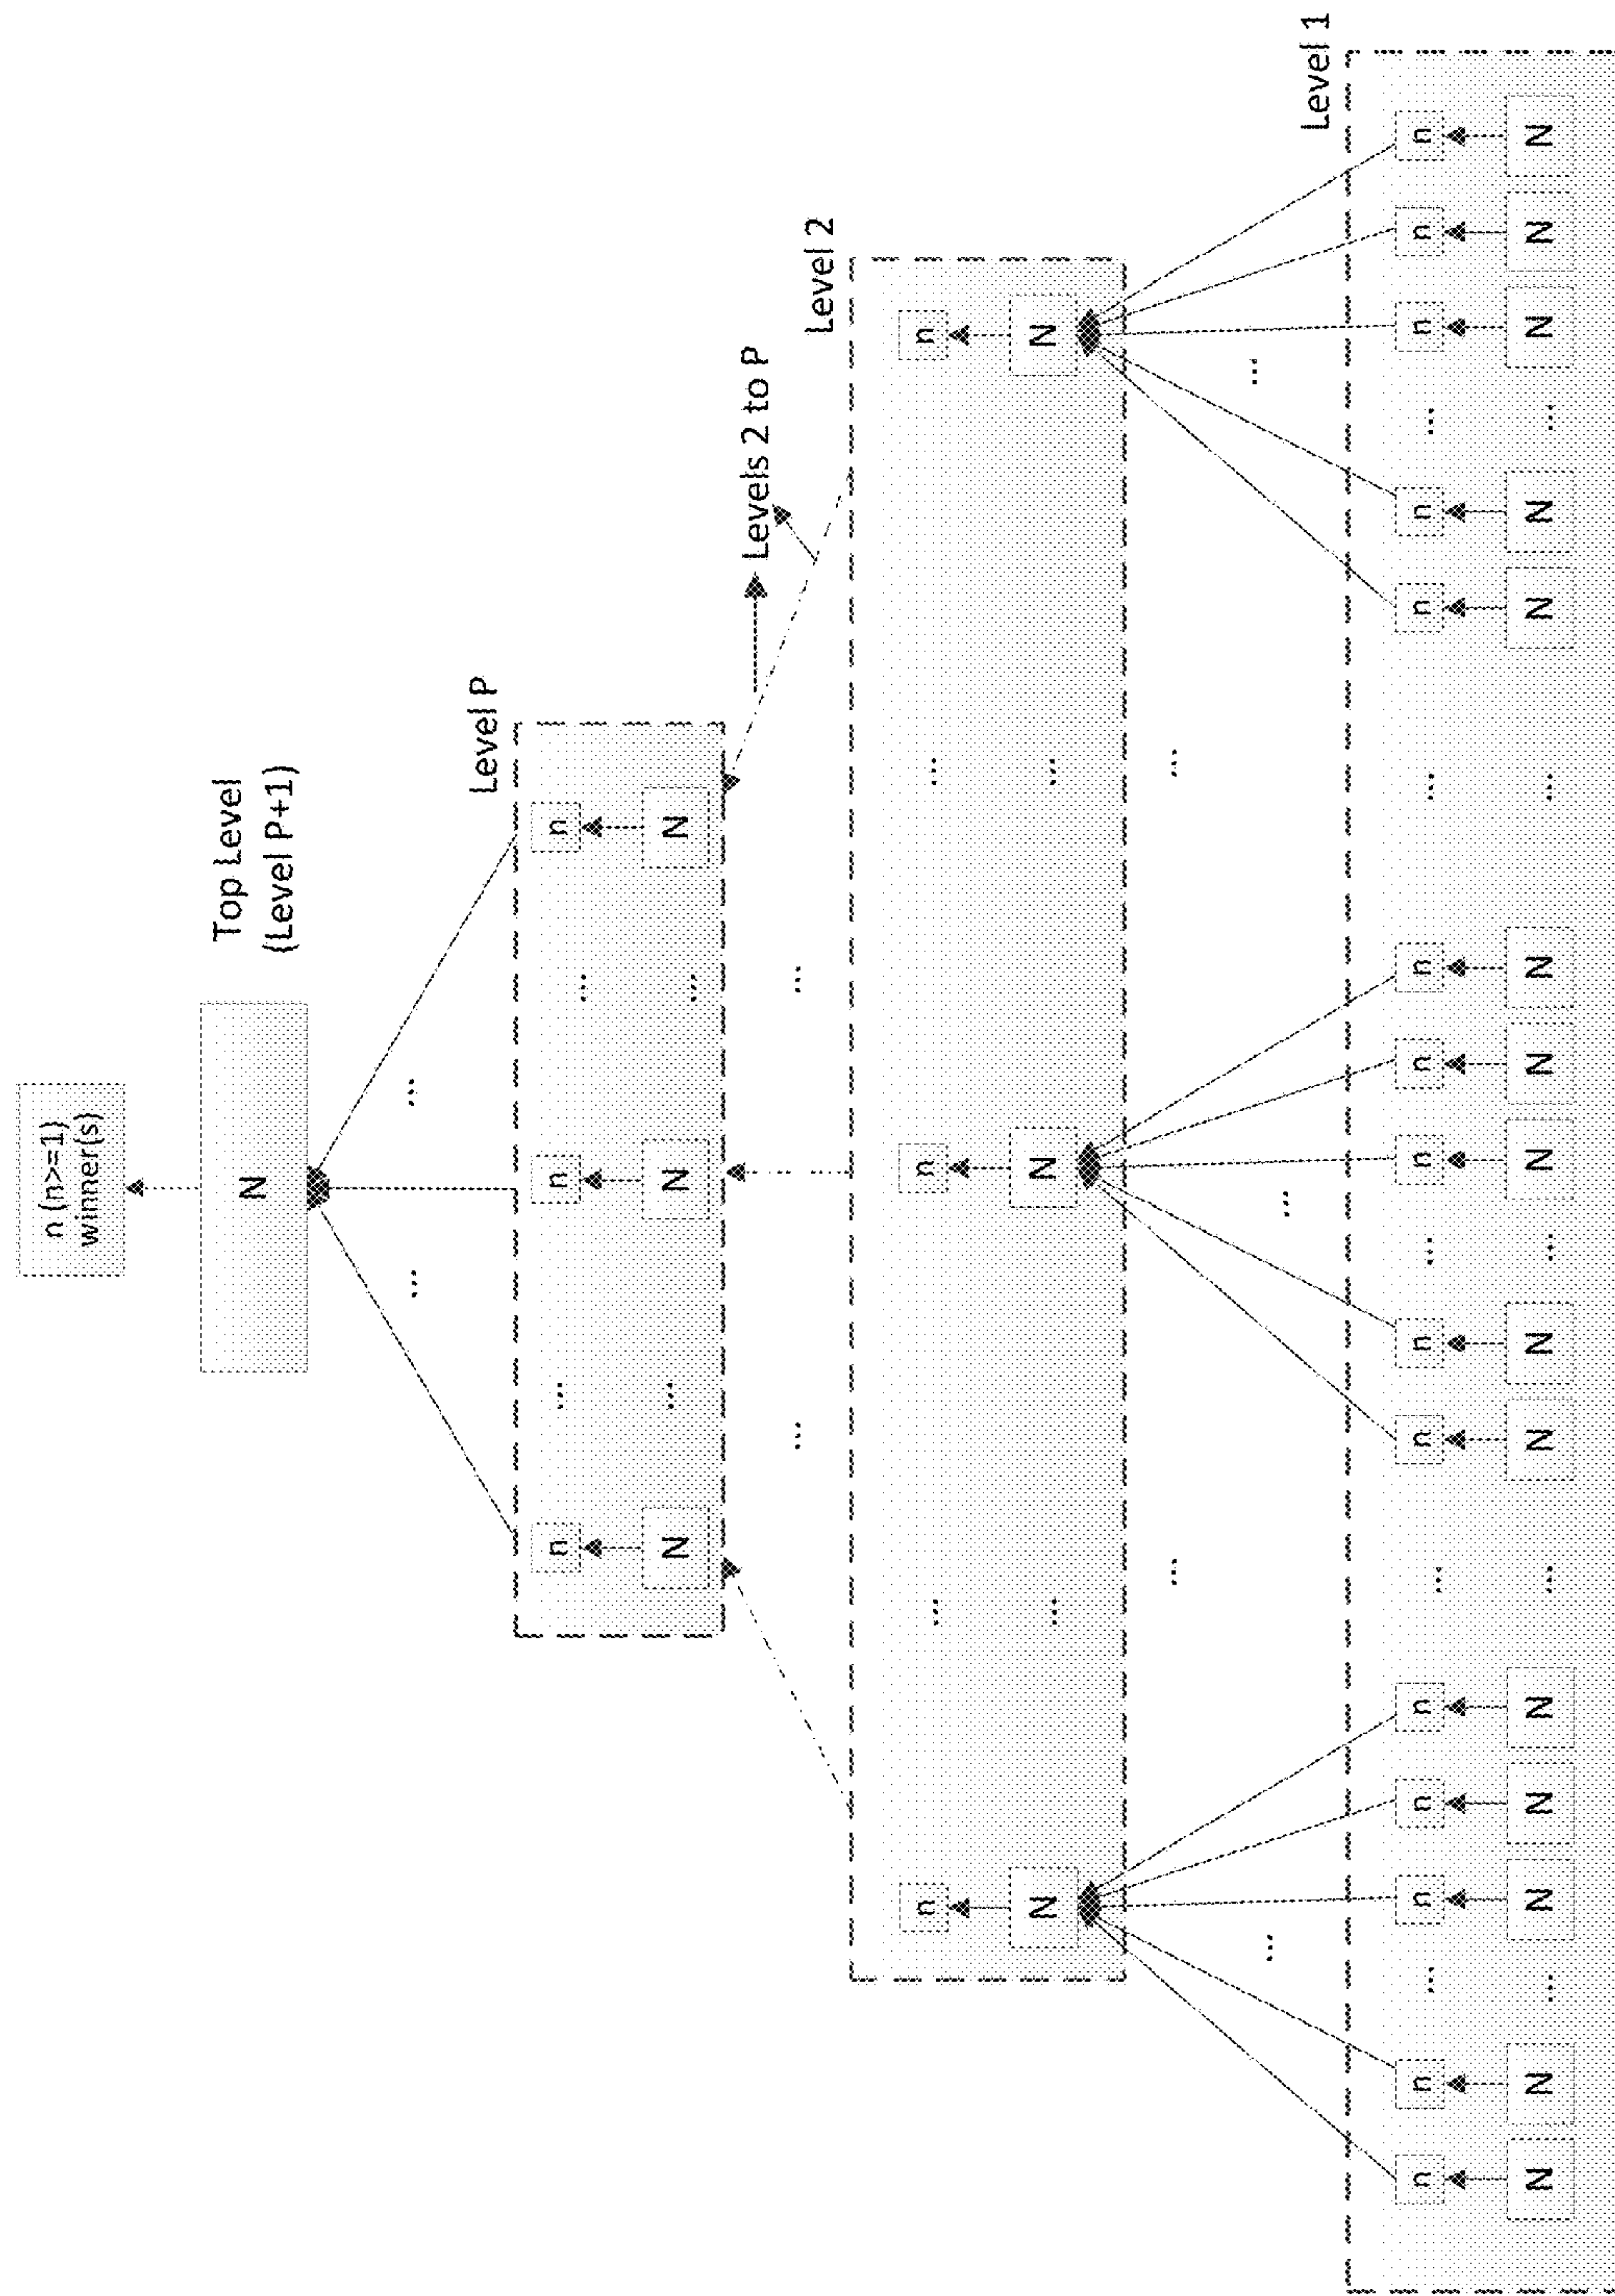 n (n>=1)
winner(s)
Top Level
(Level P+1)
N
... ...
Level P
n ... n ... n
N ... N ... N
Levels 2 to P
... ...
Level 2
n ... n ... n
N ... N ... N
... ...
... ... ...
Level 1
n n ... n n n ... n n ... n n n ... n n ... n n n
N N ... N N N ... N N ... N N N ... N N ... N N N